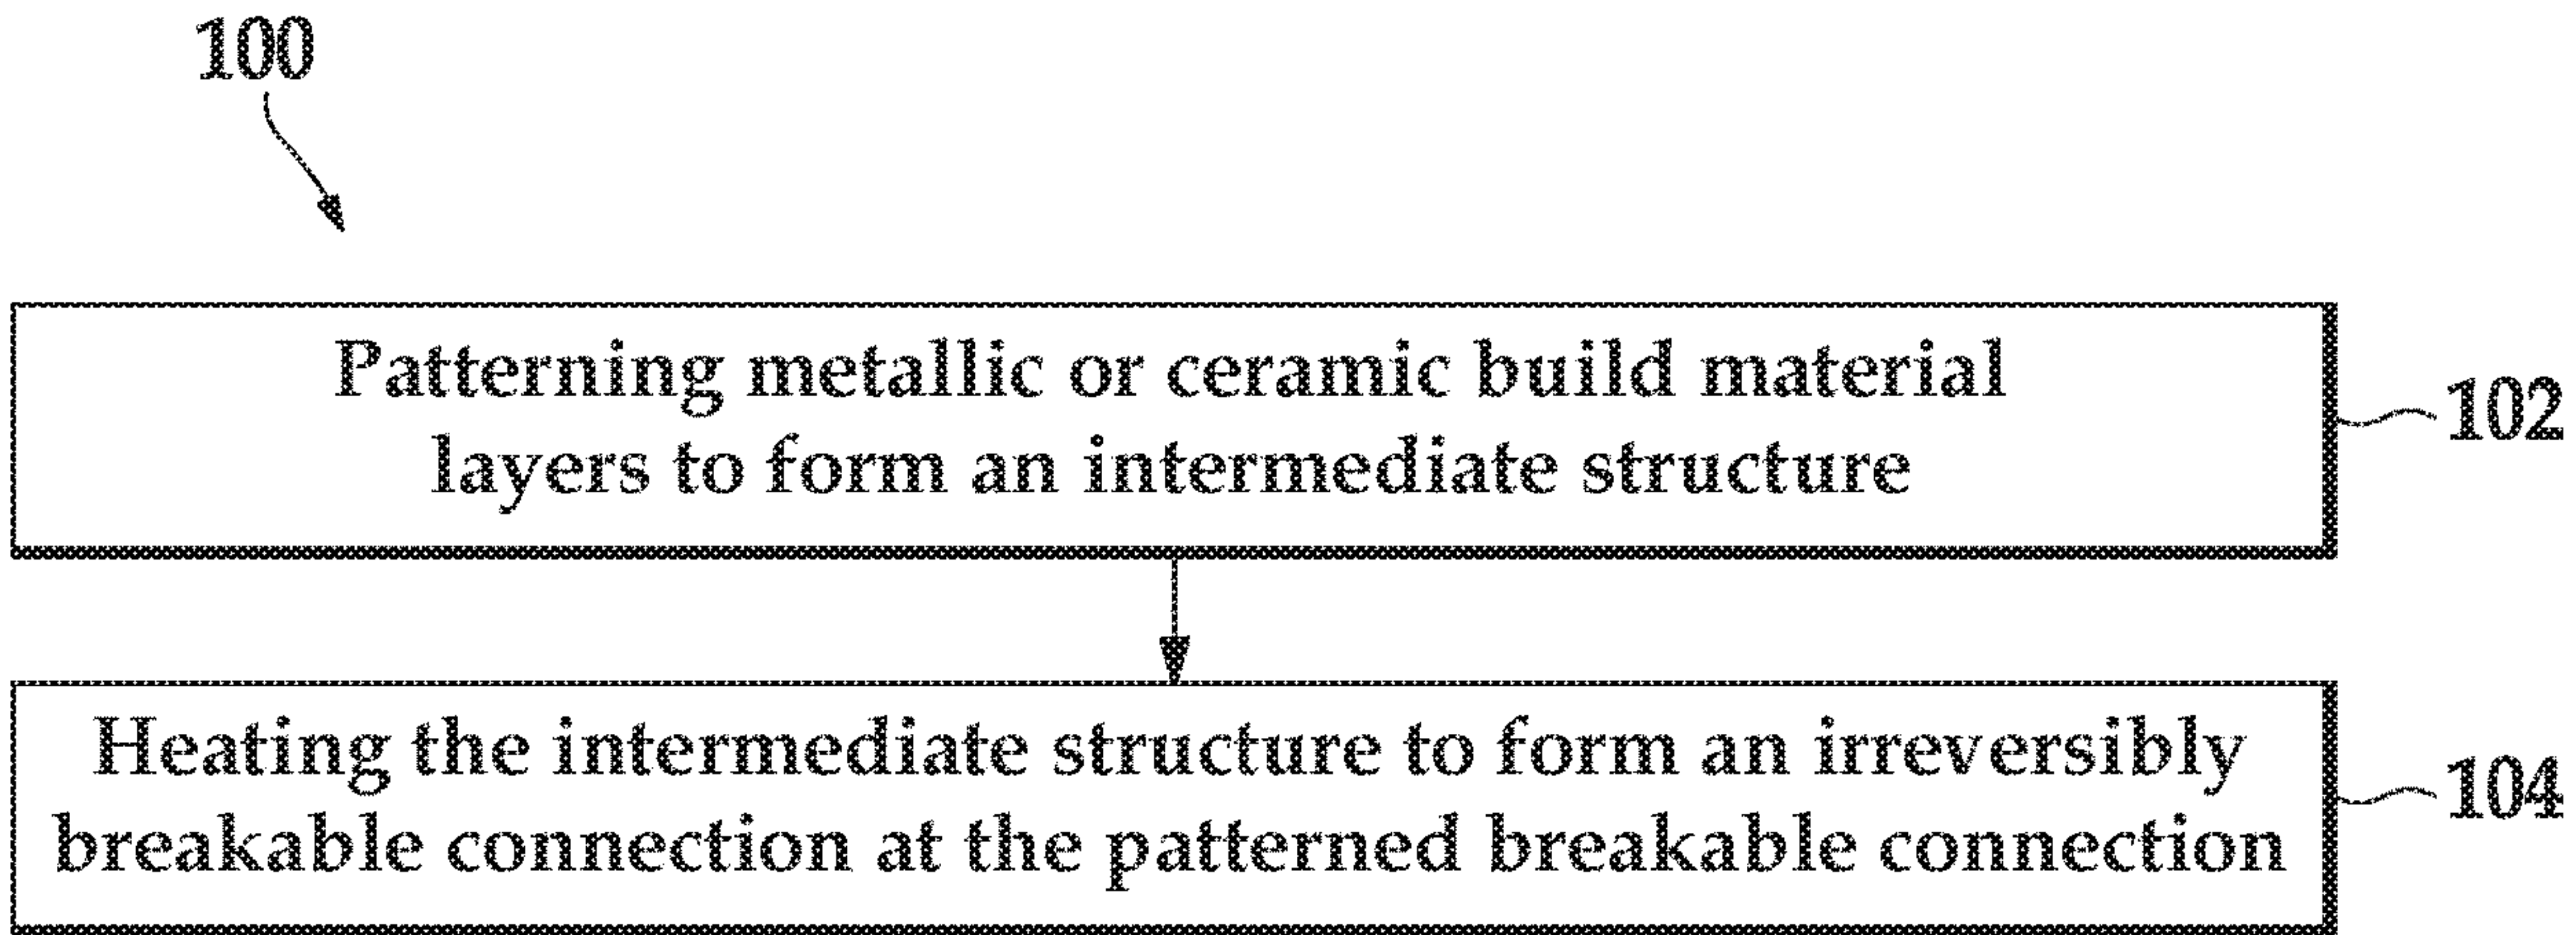 100
Patterning metallic or ceramic build material
layers to form an intermediate structure
102
Heating the intermediate structure to form an irreversibly
breakable connection at the patterned breakable connection
104